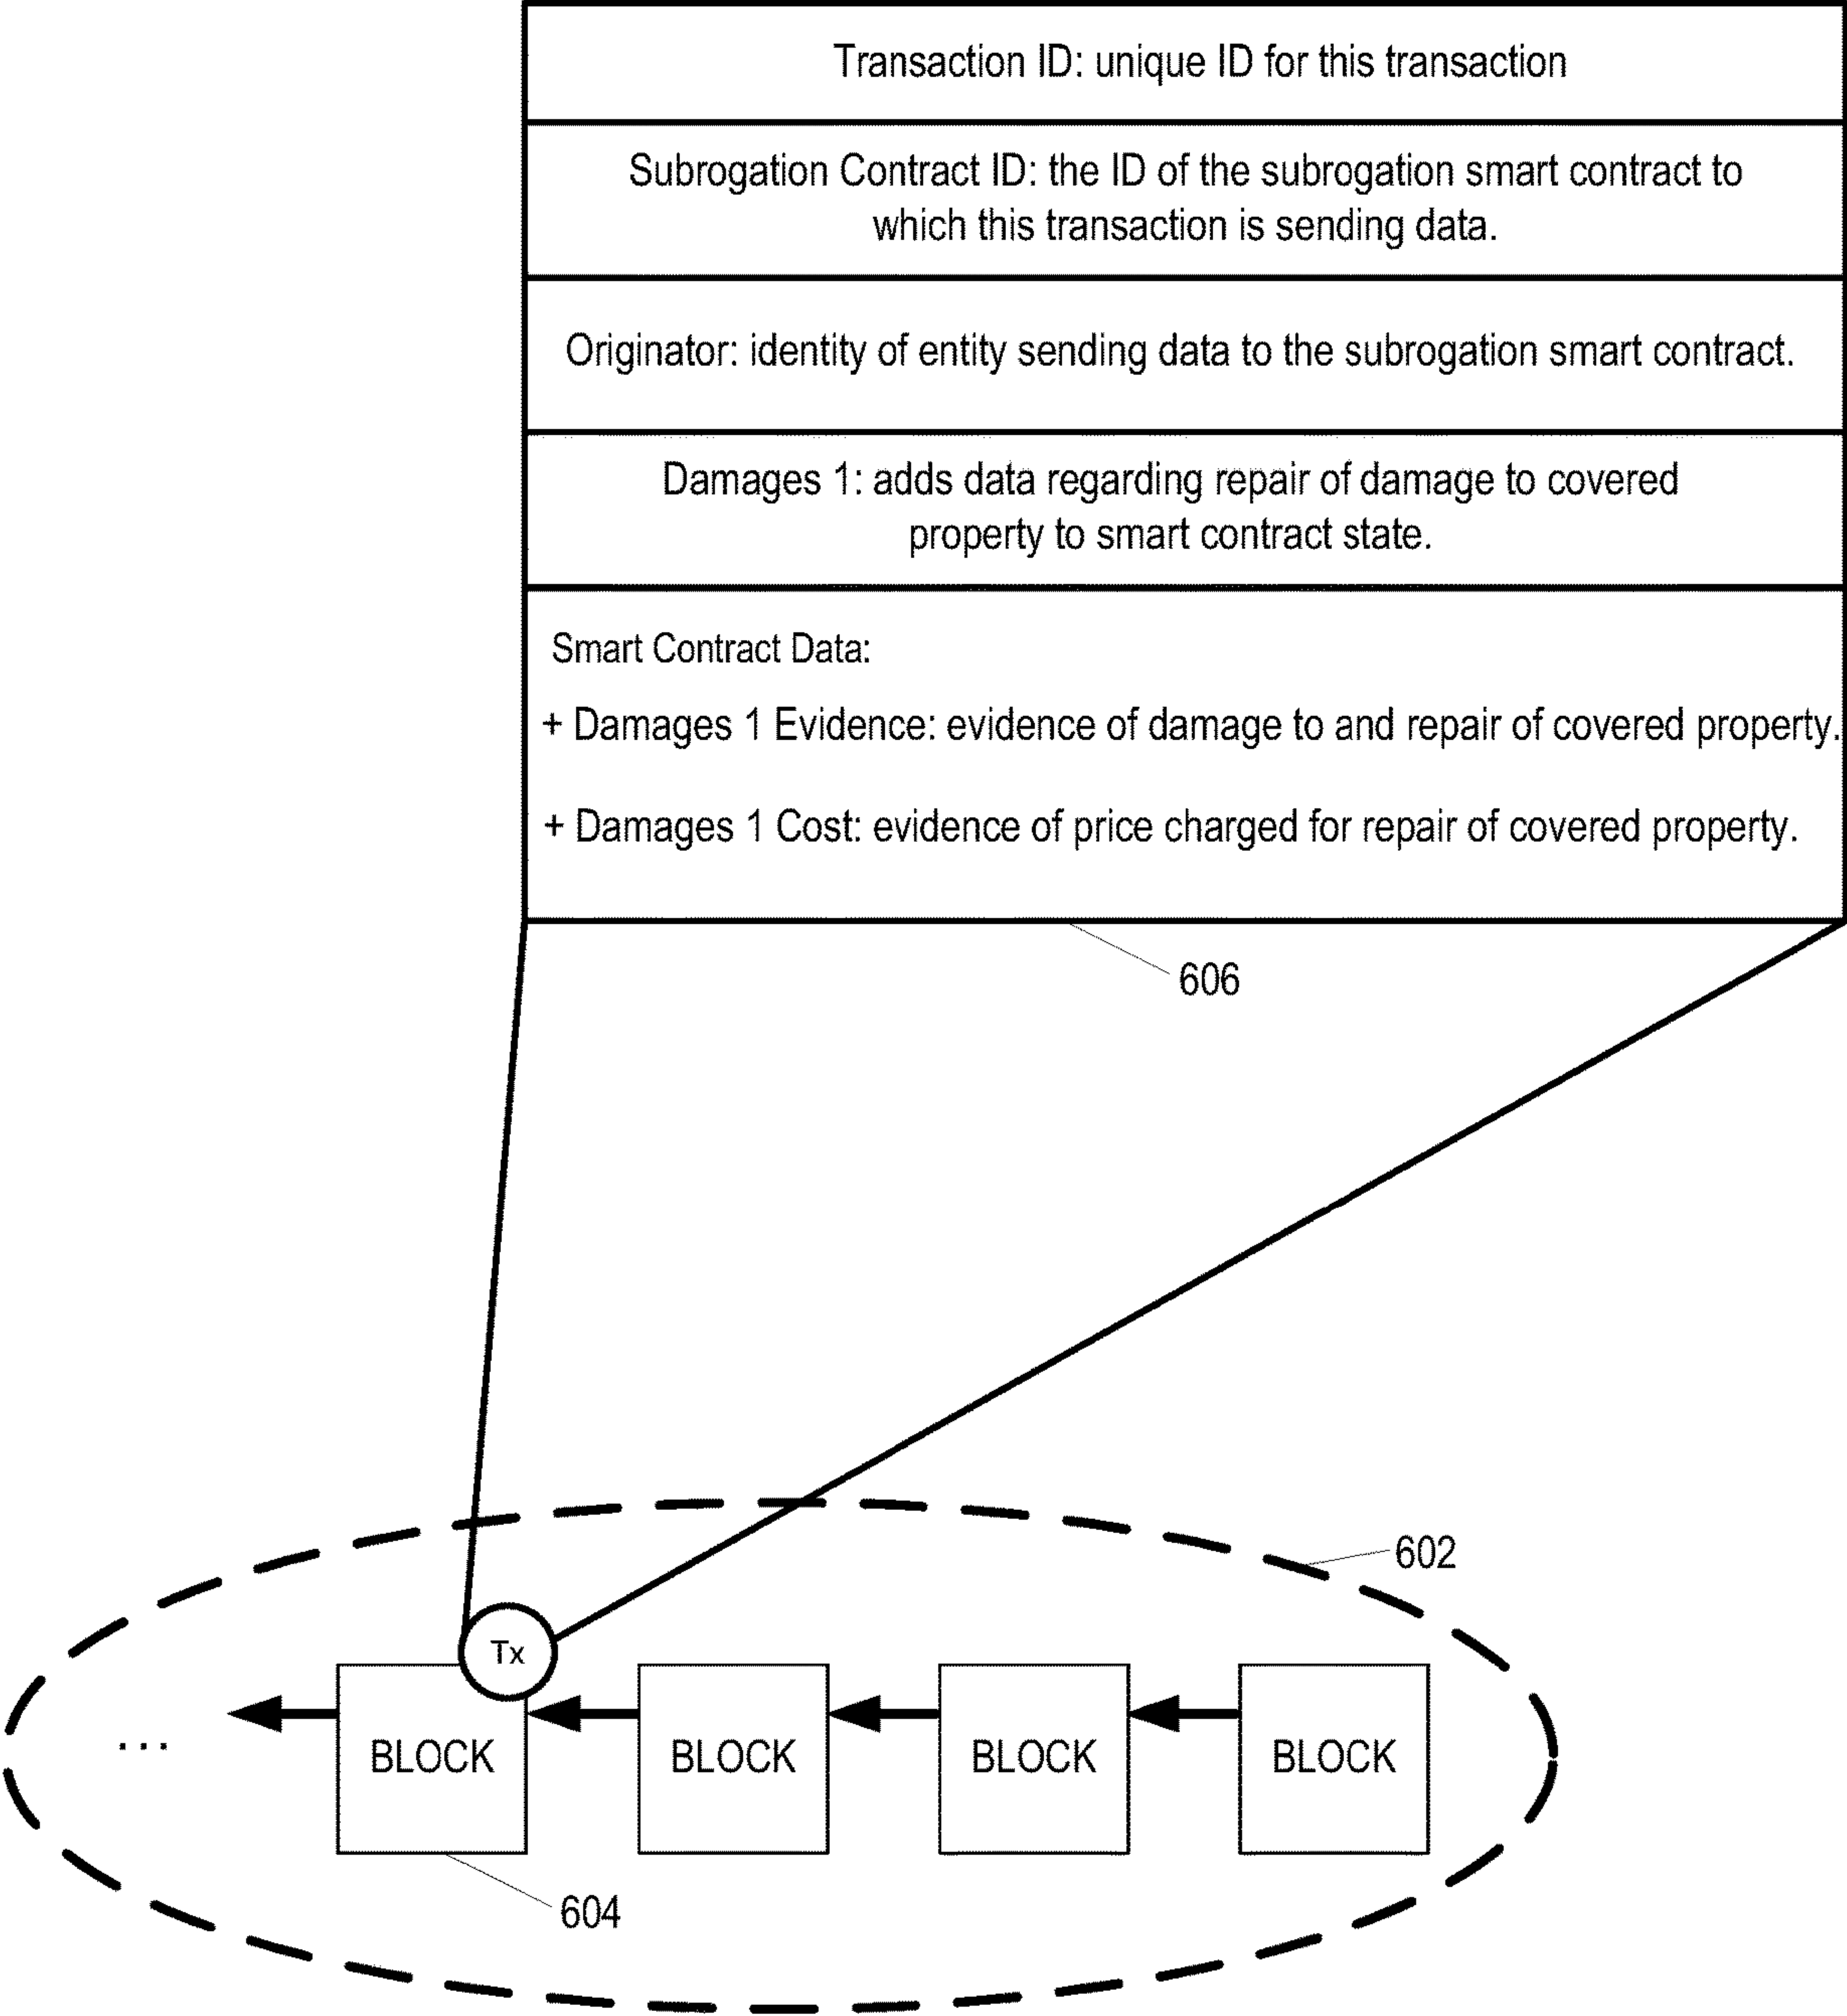 Transaction ID: unique ID for this transaction
Subrogation Contract ID: the ID of the subrogation smart contract to
which this transaction is sending data.
Originator: identity of entity sending data to the subrogation smart contract.
Damages 1: adds data regarding repair of damage to covered
property to smart contract state.
Smart Contract Data:
+ Damages 1 Evidence: evidence of damage to and repair of covered property.
+ Damages 1 Cost: evidence of price charged for repair of covered property.
606
602
Tx
...
BLOCK
BLOCK
BLOCK
BLOCK
604